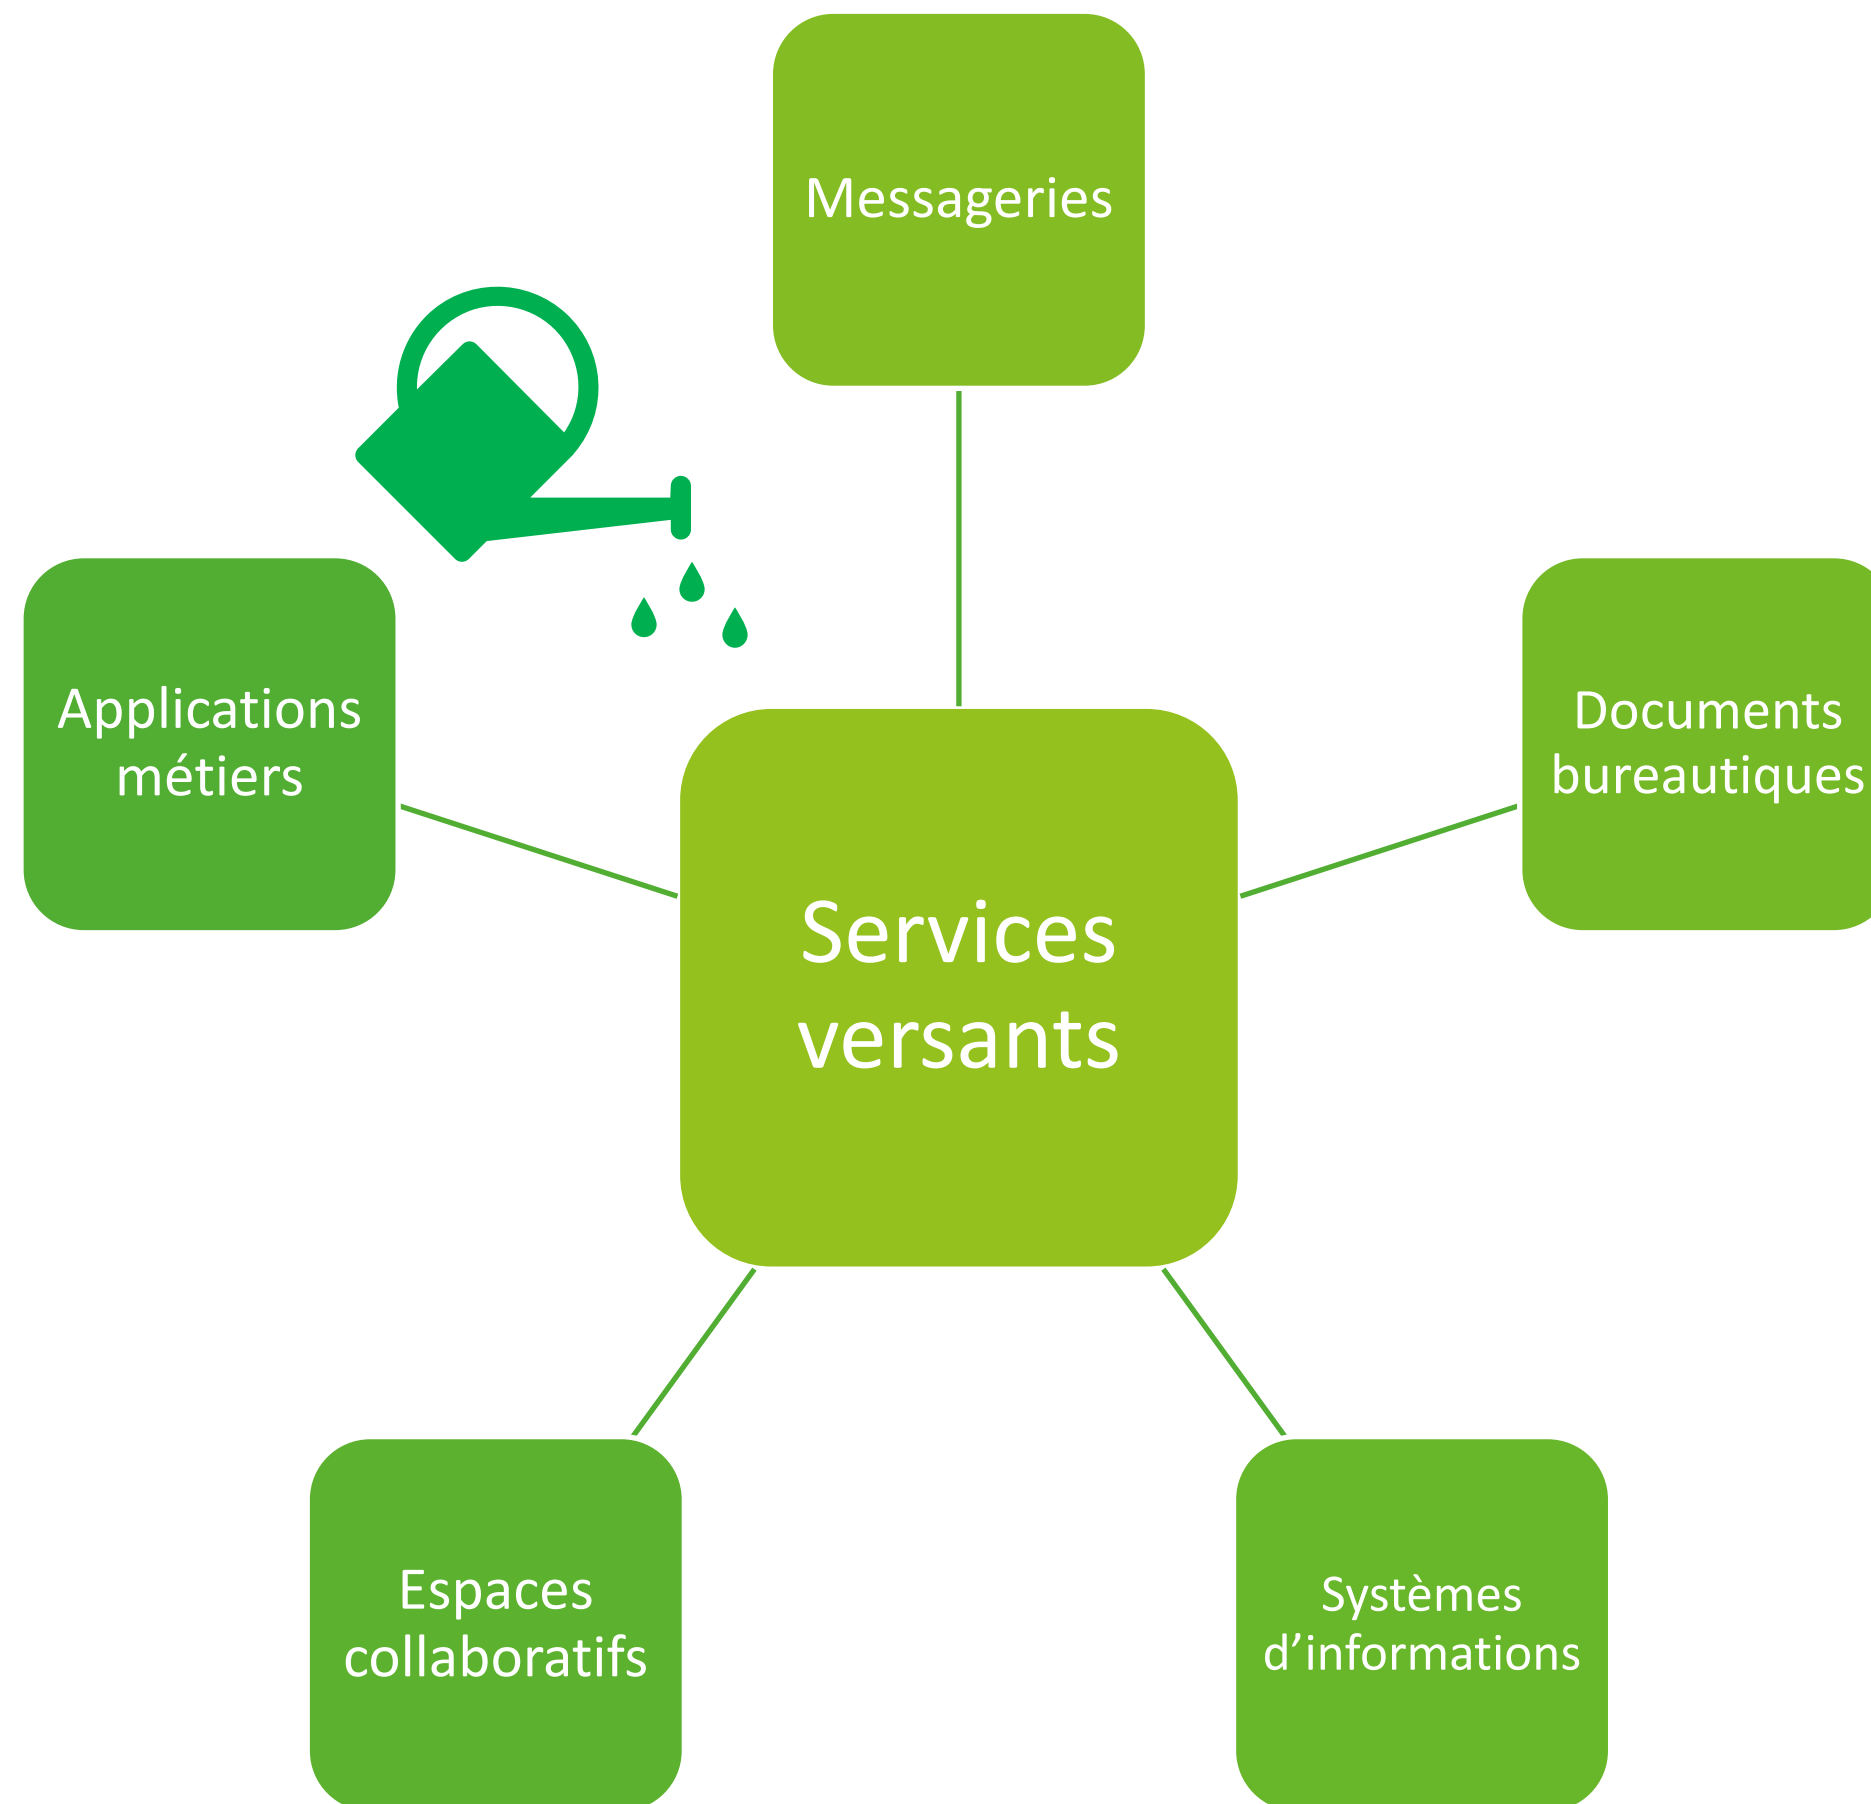 Messageries
Applications
métiers
Documents
bureautiques
Services
versants
Espaces
collaboratifs
Systèmes
d’informations